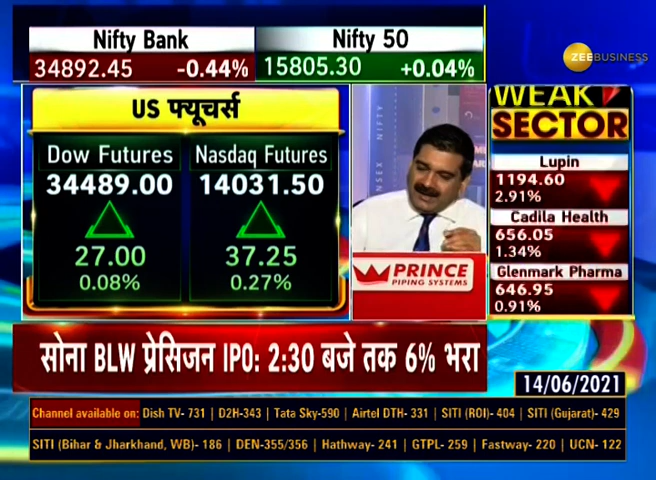 Nifty Bank
34892.45 -0.44%
Nifty 50
15805.30 +0.04%
ZEEBUSINESS
US फ्यूचर्स
Dow Futures
34489.00
27.00
0.08%
Nasdaq Futures
14031.50
37.25
0.27%
SENSEX
NIFTY
PRINCE
PIPING SYSTEMS
WEAK
SECTOR
Lupin
1194.60
2.91%
Cadila Health
656.05
1.34%
Glenmark Pharma
646.95
0.91%
सोना BLW प्रेसिजन IPO: 2:30 बजे तक 6% भरा
14/06/2021
Channel available on: Dish TV- 731 | D2H-343 | Tata Sky-590 | Airtel DTH- 331 | SITI (ROI)- 404 | SITI (Gujarat)- 429
SITI (Bihar & Jharkhand, WB)- 186 | DEN-355/356 | Hathway- 241 | GTPL- 259 | Fastway- 220 | UCN- 122